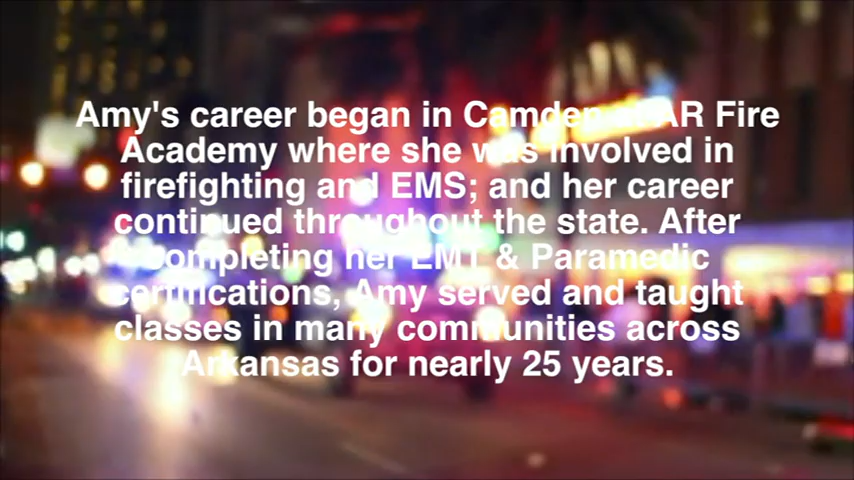 Amy's career began in Camden at AR Fire
Academy where she was involved in
firefighting and EMS; and her career
continued throughout the state. After
completing her EMT & Paramedic
certifications, Amy served and taught
classes in many communities across
Arkansas for nearly 25 years.